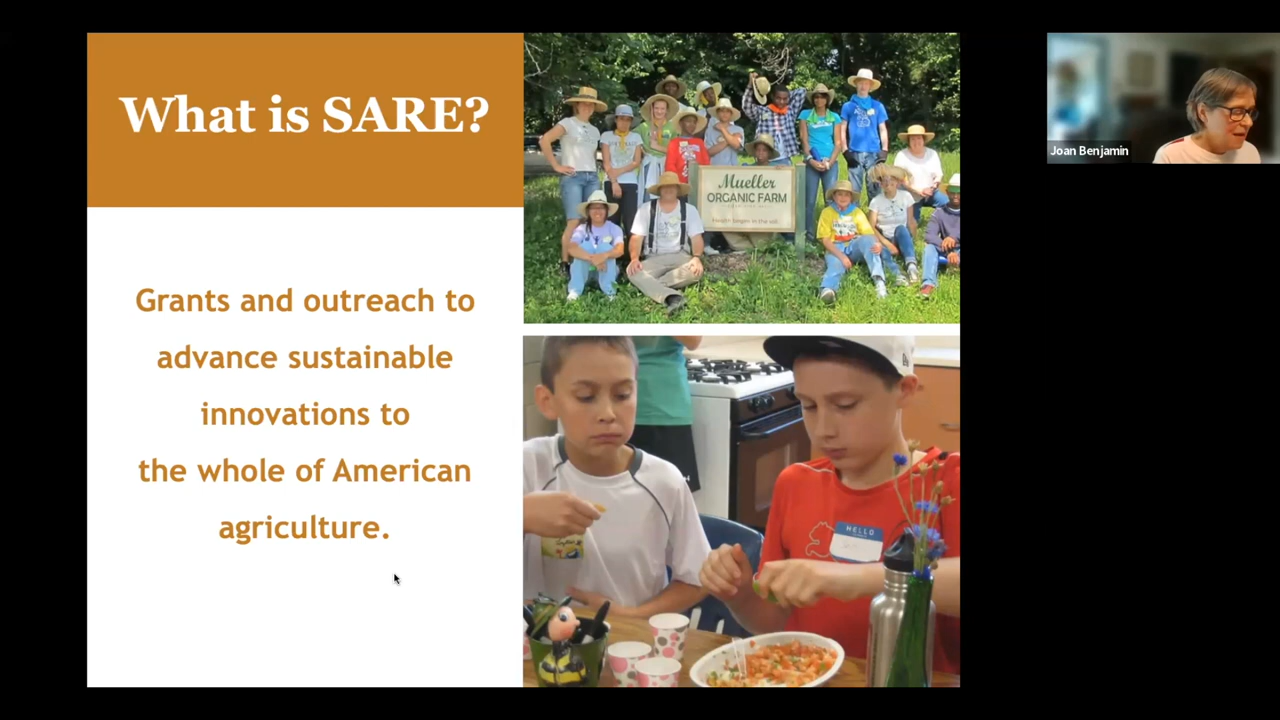 What is SARE?
Grants and outreach to
advance sustainable
innovations to
the whole of American
agriculture.
Mueller
ORGANIC FARM
HELLO
Joan Benjamin